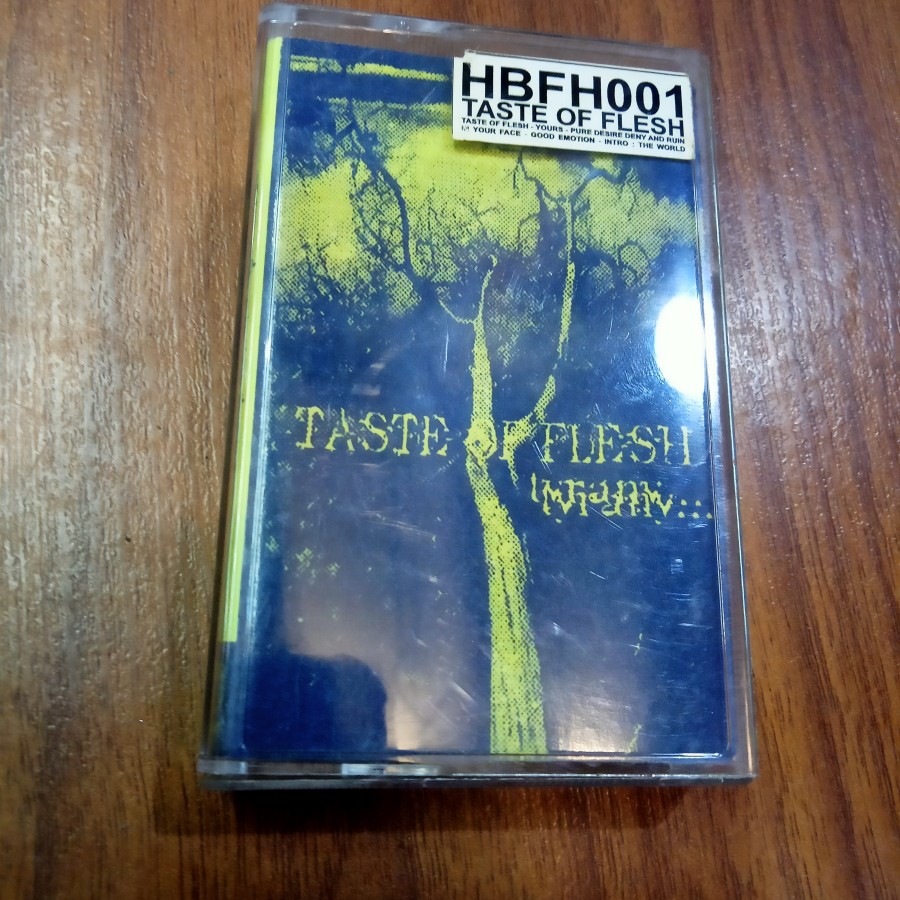 HBFH001
TASTE OF FLESH
TASTE OF FLESH - YOURS - PURE DESIRE DENY AND RUIN
IN YOUR FACE - GOOD EMOTION - INTRO : THE WORLD
TASTE OF FLESH